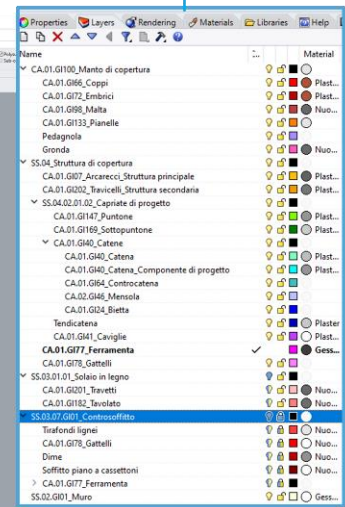 Properties Layers Rendering Materials Libraries Help
Name Material
CA.01.GI100_Manto di copertura
CA.01.GI66_Coppi Plast...
CA.01.GI72_Embrici Plast...
CA.01.GI98_Malta Nuo...
CA.01.GI133_Pianelle
Pedagnola
Gronda Nuo...
SS.04_Struttura di copertura
CA.01.GI07_Arcarecci_Struttura principale Plast...
CA.01.GI202_Travicelli_Struttura secondaria Plast...
SS.04.02.01.02_Capriate di progetto
CA.01.GI147_Puntone Plast...
CA.01.GI169_Sottopuntone Plast...
CA.01.GI40_Catene
CA.01.GI40_Catena Plast...
CA.01.GI40_Catena_Componente di progetto Plast...
CA.01.GI64_Controcatena
CA.02.GI46_Mensola
CA.01.GI24_Bietta
Tendicatena Plaster
CA.01.GI41_Caviglie Plast...
CA.01.GI77_Ferramenta Gess...
CA.01.GI78_Gattelli
SS.03.01.01_Solaio in legno
CA.01.GI201_Travetti Nuo...
CA.01.GI182_Tavolato Nuo...
SS.03.07.GI01_Controsoffitto
Tirafondi lignei Nuo...
CA.01.GI78_Gattelli Nuo...
Dime Nuo...
Soffitto piano a cassettoni Nuo...
CA.01.GI77_Ferramenta
SS.02.GI01_Muro Gess...